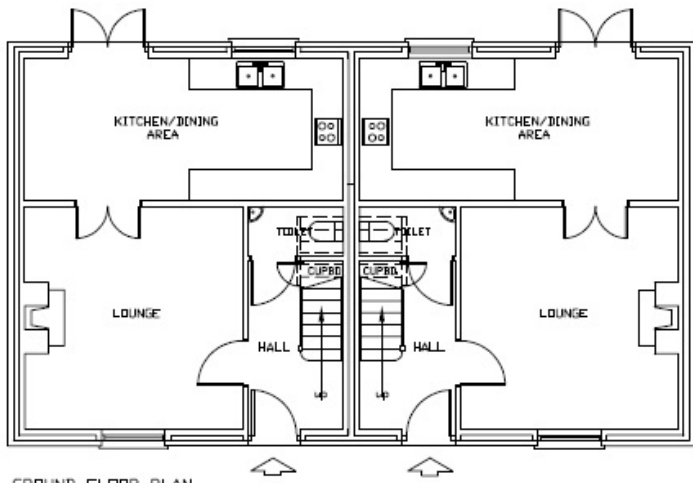 KITCHEN/DINING
AREA
KITCHEN/DINING
AREA
TOILET
TOILET
CUPBD
CUPBD
LOUNGE
LOUNGE
HALL
HALL
UP
UP
GROUND FLOOR PLAN